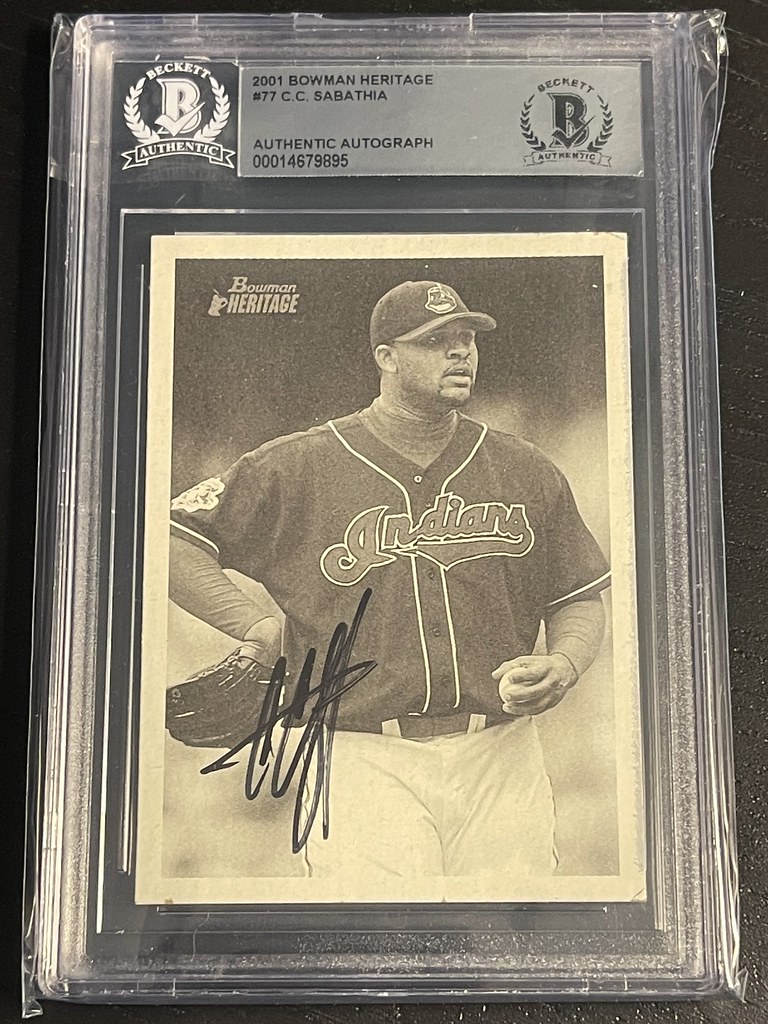 BECKETT
B
AUTHENTIC
2001 BOWMAN HERITAGE
#77 C.C. SABATHIA
AUTHENTIC AUTOGRAPH
00014679895
BECKETT
B
AUTHENTIC
Bowman
HERITAGE
Indians